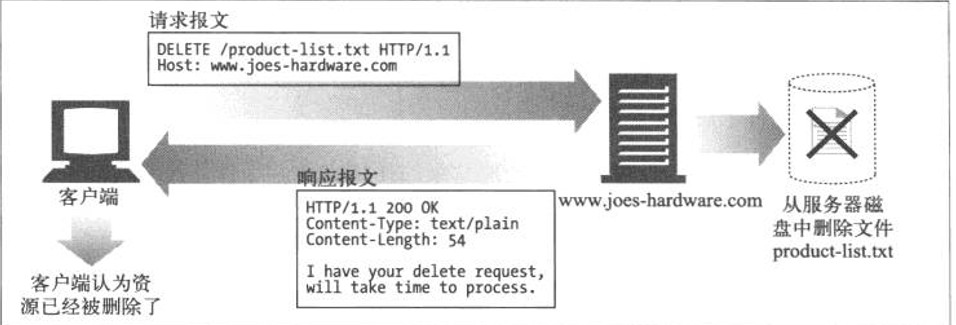 请求报文
DELETE /product-list.txt HTTP/1.1
Host: www.joes-hardware.com
客户端
客户端认为资
源已经被删除了
响应报文
HTTP/1.1 200 OK
Content-Type: text/plain
Content-Length: 54
I have your delete request,
will take time to process.
www.joes-hardware.com
从服务器磁
盘中删除文件
product-list.txt